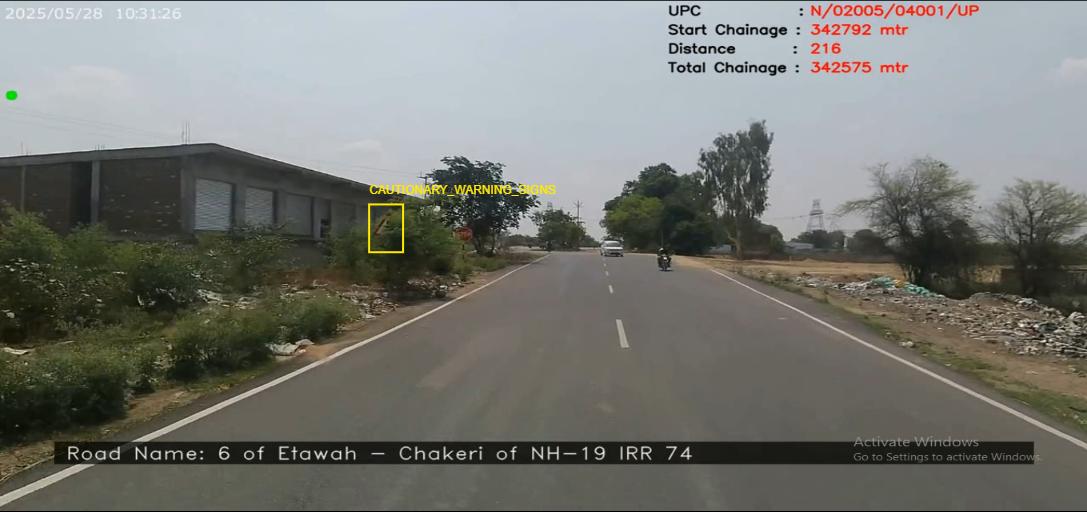 2025/05/28 10:31:26
UPC : N/02005/04001/UP
Start Chainage : 342792 mtr
Distance : 216
Total Chainage : 342575 mtr
CAUTIONARY_WARNING_SIGNS
Road Name: 6 of Etawah - Chakeri of NH-19 IRR 74
Activate Windows
Go to Settings to activate Windows.